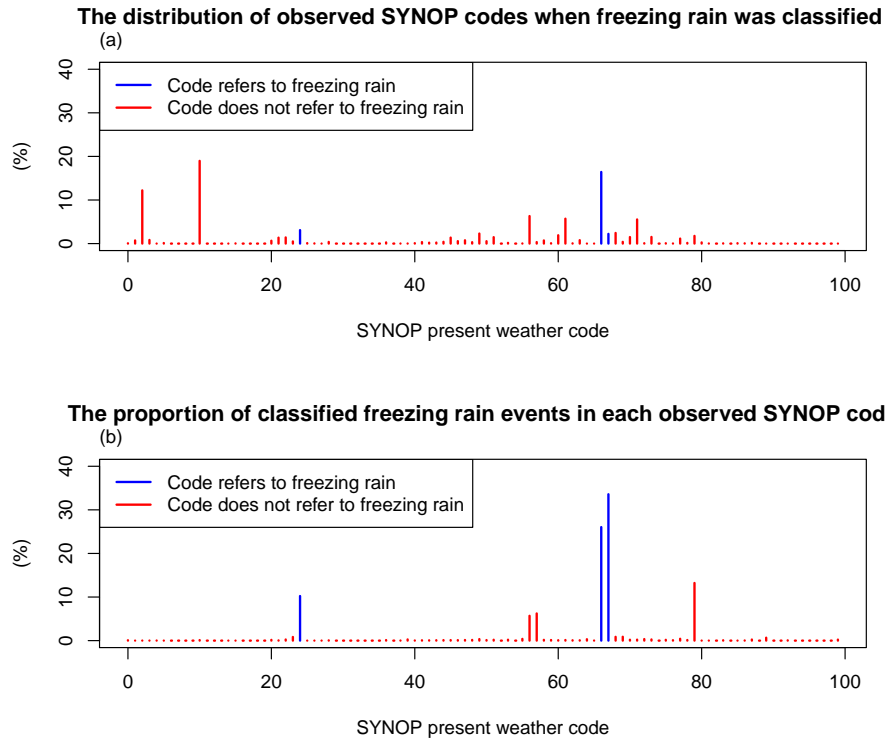 The distribution of observed SYNOP codes when freezing rain was classified
(a)
Code refers to freezing rain
Code does not refer to freezing rain
(%)
0 10 20 30 40
0 20 40 60 80 100
SYNOP present weather code
The proportion of classified freezing rain events in each observed SYNOP cod
(b)
Code refers to freezing rain
Code does not refer to freezing rain
(%)
0 10 20 30 40
0 20 40 60 80 100
SYNOP present weather code